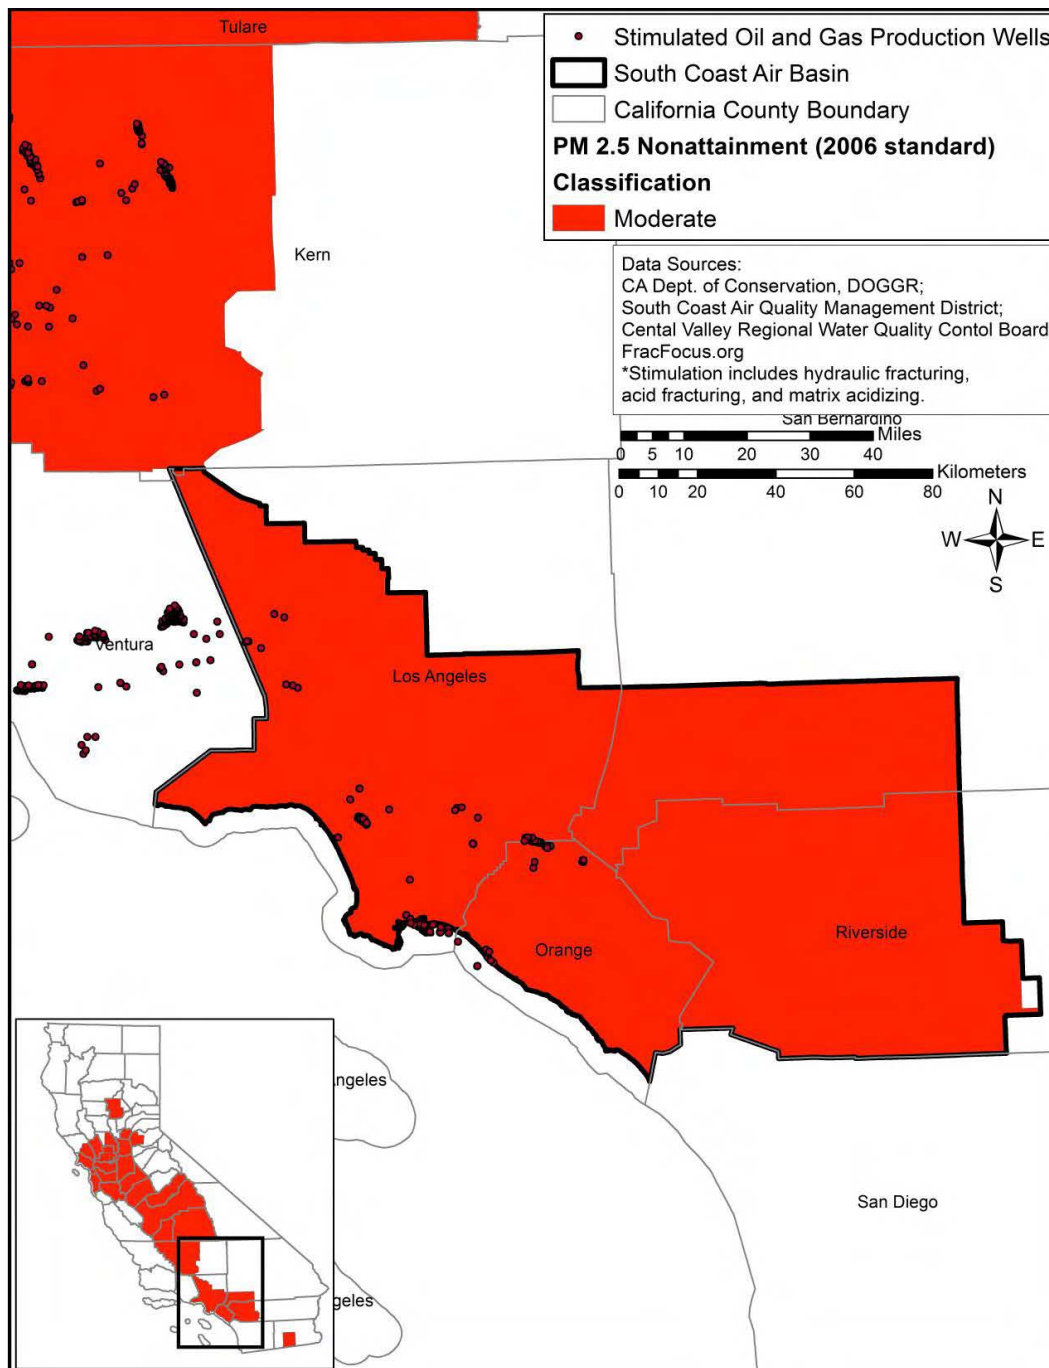 Tulare
Stimulated Oil and Gas Production Wells
South Coast Air Basin
California County Boundary
PM 2.5 Nonattainment (2006 standard)
Classification
Moderate
Kern
Data Sources:
CA Dept. of Conservation, DOGGR;
South Coast Air Quality Management District;
Cental Valley Regional Water Quality Contol Board
FracFocus.org
*Stimulation includes hydraulic fracturing,
acid fracturing, and matrix acidizing.
San Bernardino
Miles
0 5 10 20 30 40
Kilometers
0 5 10 20 40 60 80
N
W E
S
Ventura
Los Angeles
Riverside
Orange
Angeles
San Diego
geles